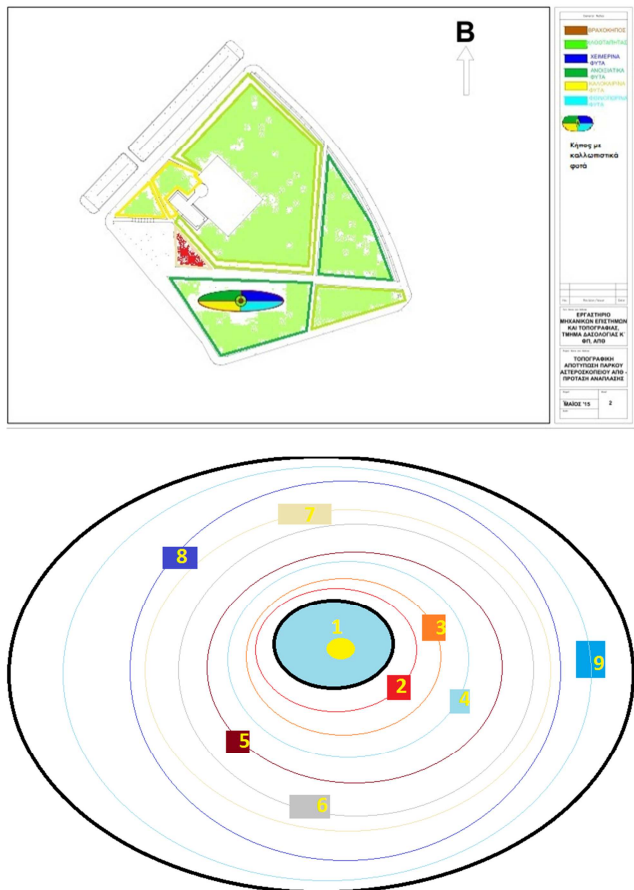 B
ΒΡΑΧΟΚΗΠΟΣ
ΧΛΟΟΤΑΠΗΤΑΣ
ΧΕΙΜΕΡΙΝΑ
ΦΥΤΑ
ΑΝΟΙΞΙΑΤΙΚΑ
ΦΥΤΑ
ΚΑΛΟΚΑΙΡΙΝΑ
ΦΥΤΑ
ΦΘΙΝΟΠΩΡΙΝΑ
ΦΥΤΑ
Κήπος με
καλλωπιστικά
φυτά
ΕΡΓΑΣΤΗΡΙΟ
ΜΗΧΑΝΙΚΩΝ ΕΠΙΣΤΗΜΩΝ
ΚΑΙ ΤΟΠΟΓΡΑΦΙΑΣ,
ΤΜΗΜΑ ΔΑΣΟΛΟΓΙΑΣ Κ΄
ΦΠ, ΑΠΘ
ΤΟΠΟΓΡΑΦΙΚΗ
ΑΠΟΤΥΠΩΣΗ ΠΑΡΚΟΥ
ΑΣΤΕΡΟΣΚΟΠΕΙΟΥ ΑΠΘ -
ΠΡΟΤΑΣΗ ΑΝΑΠΛΑΣΗΣ
ΜΑΪΟΣ '15
2
7
8
1
3
9
2
4
5
6